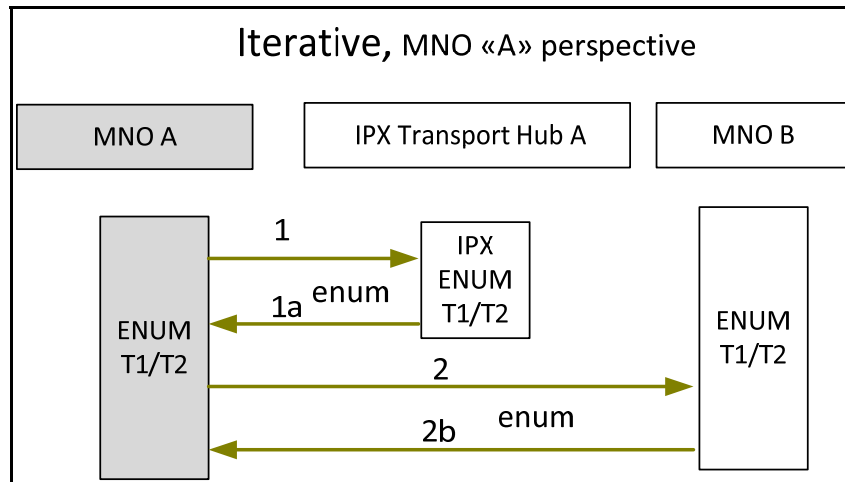 Iterative, MNO «A» perspective
MNO A
IPX Transport Hub A
MNO B
1
IPX
ENUM
T1/T2
enum
1a
ENUM
T1/T2
ENUM
T1/T2
2
enum
2b